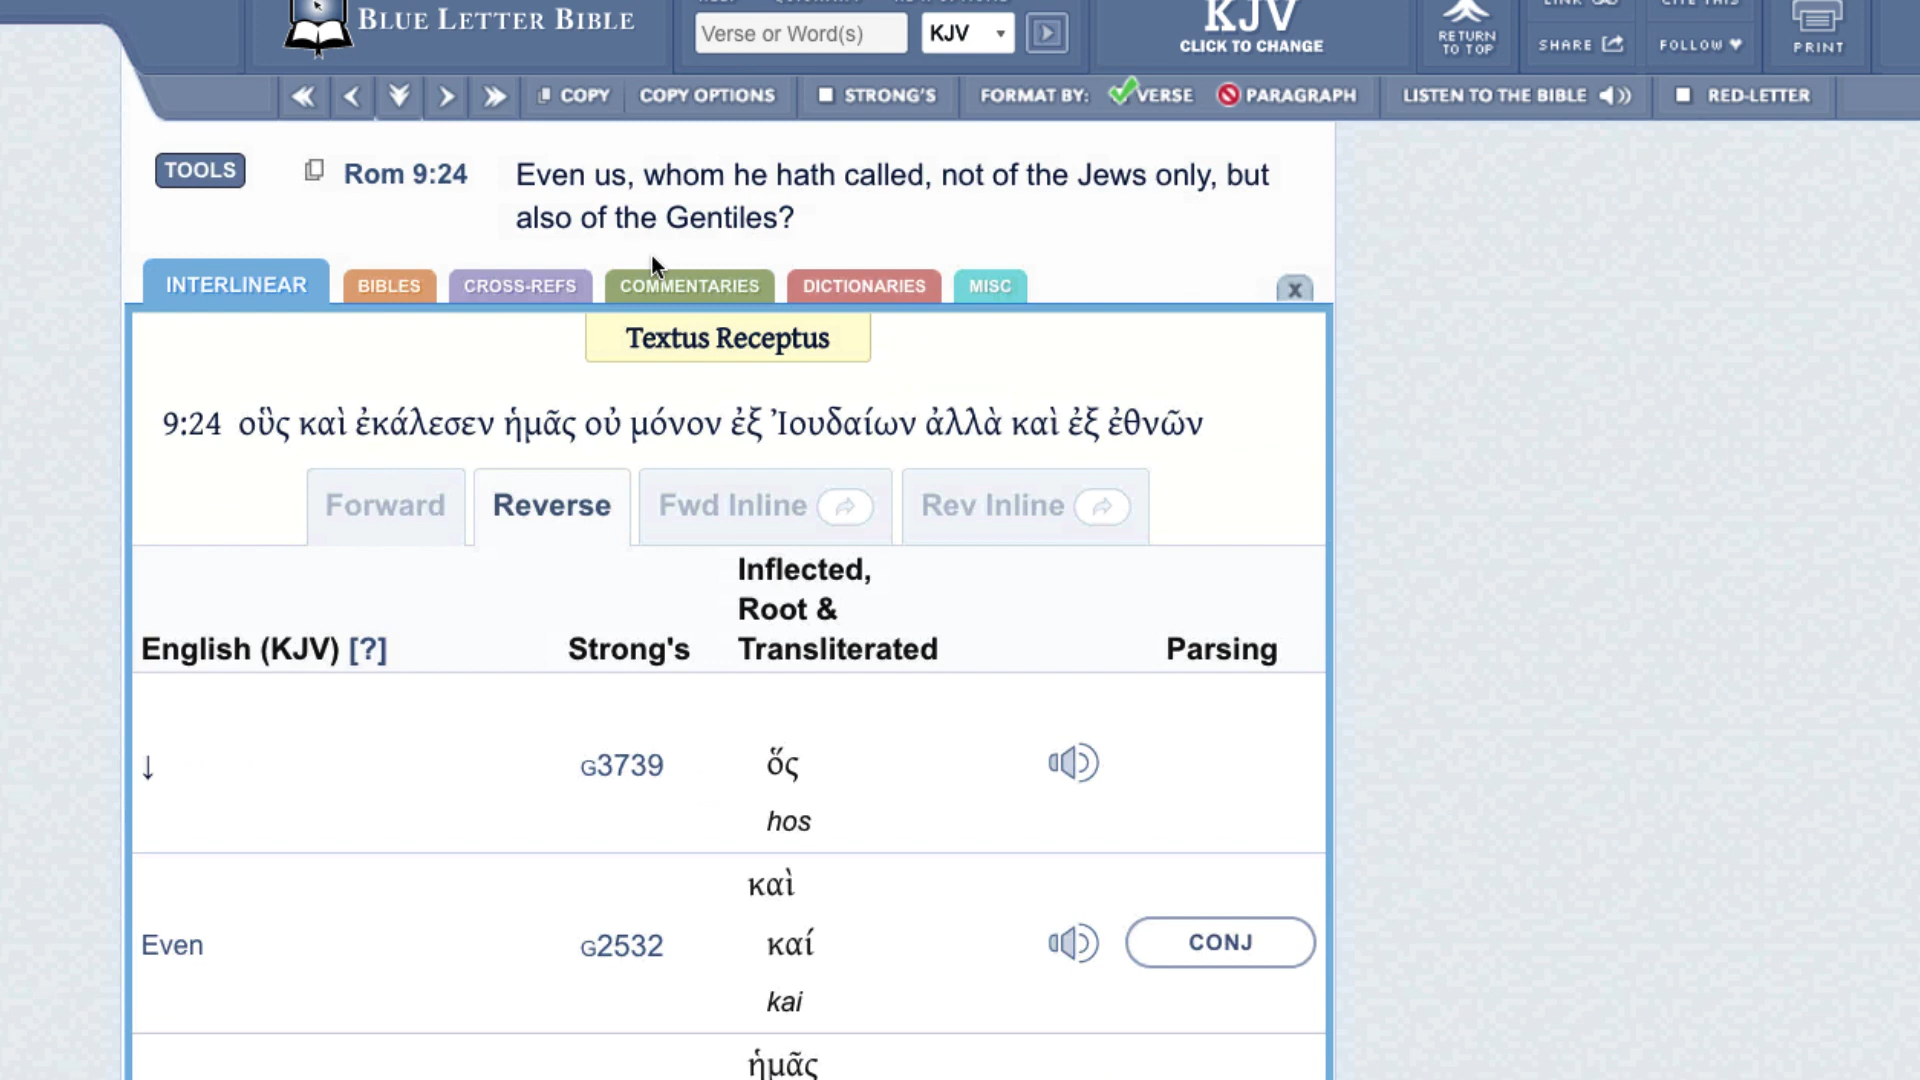 BLUE LETTER BIBLE
Verse or Word(s)
KJV
KJV
CLICK TO CHANGE
RETURN
TO TOP
SHARE
CITE THIS
FOLLOW
PRINT
COPY
COPY OPTIONS
STRONG'S
FORMAT BY:
VERSE
PARAGRAPH
LISTEN TO THE BIBLE
RED-LETTER
TOOLS
Rom 9:24
Even us, whom he hath called, not of the Jews only, but
also of the Gentiles?
INTERLINEAR
BIBLES
CROSS-REFS
COMMENTARIES
DICTIONARIES
MISC
X
Textus Receptus
9:24 οὓς καὶ ἐκάλεσεν ἡμᾶς οὐ μόνον ἐξ Ἰουδαίων ἀλλὰ καὶ ἐξ ἐθνῶν
Forward
Reverse
Fwd Inline
Rev Inline
English (KJV) [?]
Strong's
Inflected,
Root &
Transliterated
Parsing
↓
G3739
ὅς
hos
καὶ
Even
G2532
καί
CONJ
kai
ἡμᾶς